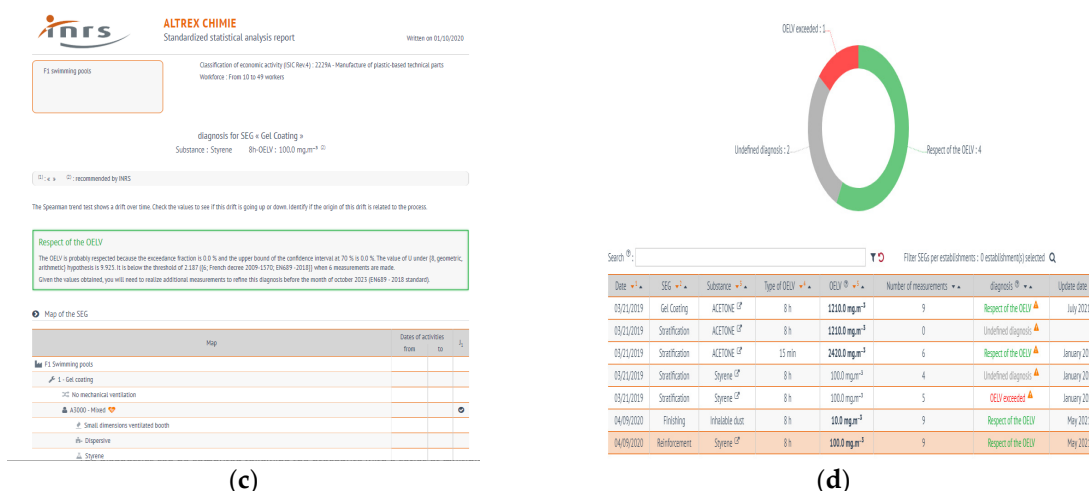 inrs
ALTREX CHIMIE
Standardized statistical analysis report
Written on 01/10/2020
F1 swimming pools
Classification of economic activity (ISIC Rev.4) : 2229A - Manufacture of plastic-based technical parts
Workforce : From 10 to 49 workers
diagnosis for SEG « Gel Coating »
Substance : Styrene 8h-OELV : 100.0 mg.m⁻³ ⁽¹⁾
: recommended by INRS
The Spearman trend test shows a drift over time. Check the values to see if this drift is going up or down. Identify if the origin of this drift is related to the process.
Respect of the OELV
The OELV is probably respected because the exceedance fraction is 0.0 % and the upper bound of the confidence interval at 70 % is 0.0 %. The value of U under (8, geometric,
arithmetic) hypothesis is 9.925. It is below the threshold of 2.187 ((6; French decree 2009-1570; EN689 -2018)) when 6 measurements are made.
Given the values obtained, you will need to realize additional measurements to refine this diagnosis before the month of october 2023 (EN689 - 2018 standard).
Map of the SEG
Map Dates of activities
from to
F1 Swimming pools
1 - Gel coating
No mechanical ventilation
A3000 - Mixed
Small dimensions ventilated booth
Dispersive
Styrene
(c)
OELV exceeded : 1
Undefined diagnosis : 2
Respect of the OELV : 4
Search : Filter SEGs per establishments : 0 establishment(s) selected
Date SEG Substance Type of OELV OELV Number of measurements diagnosis Update date
03/21/2019 Gel Coating ACETONE 8 h 1210.0 mg.m⁻³ 9 Respect of the OELV July 2021
03/21/2019 Stratification ACETONE 8 h 1210.0 mg.m⁻³ 0 Undefined diagnosis
03/21/2019 Stratification ACETONE 15 min 2420.0 mg.m⁻³ 6 Respect of the OELV January 20
03/21/2019 Stratification Styrene 8 h 100.0 mg.m⁻³ 4 Undefined diagnosis January 20
03/21/2019 Stratification Styrene 8 h 100.0 mg.m⁻³ 5 OELV exceeded January 20
04/09/2020 Finishing Inhalable dust 8 h 10.0 mg.m⁻³ 9 Respect of the OELV May 202
04/09/2020 Reinforcement Styrene 8 h 100.0 mg.m⁻³ 9 Respect of the OELV May 202
(d)